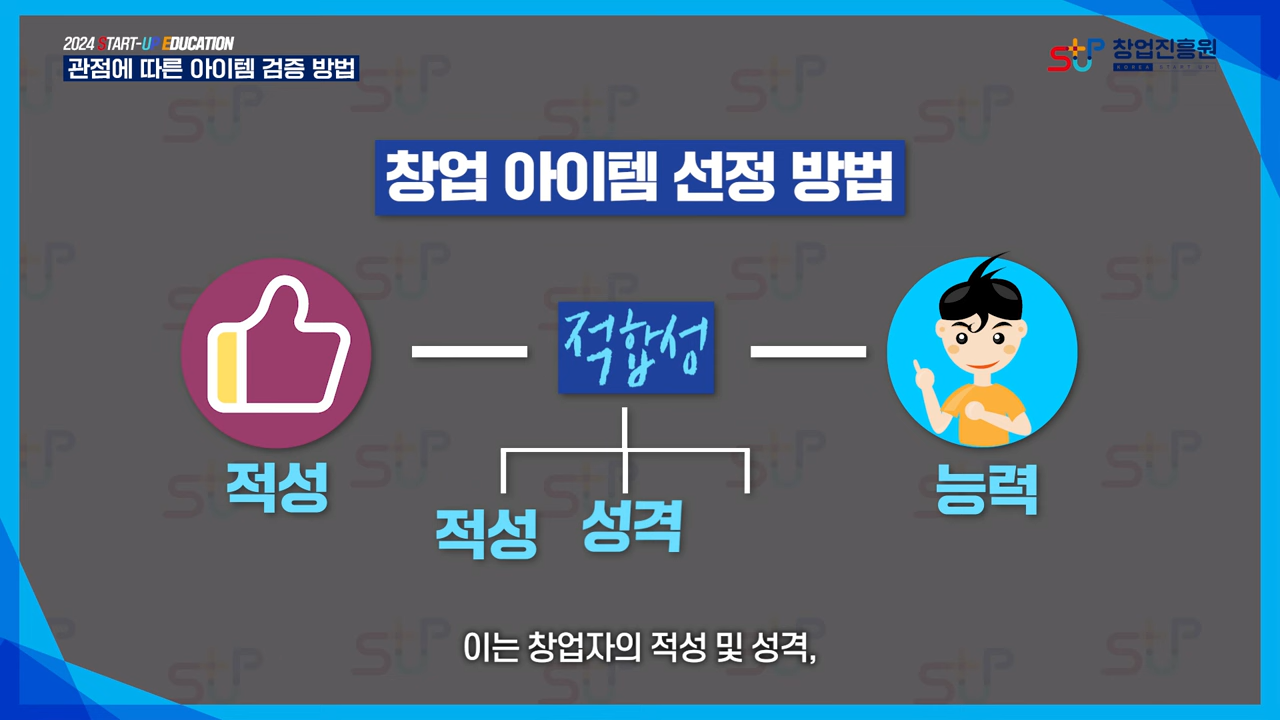 2024 START-UP EDUCATION
관점에 따른 아이템 검증 방법
STUP 창업진흥원
창업 아이템 선정 방법
적합성
적성
능력
적성 성격
이는 창업자의 적성 및 성격,